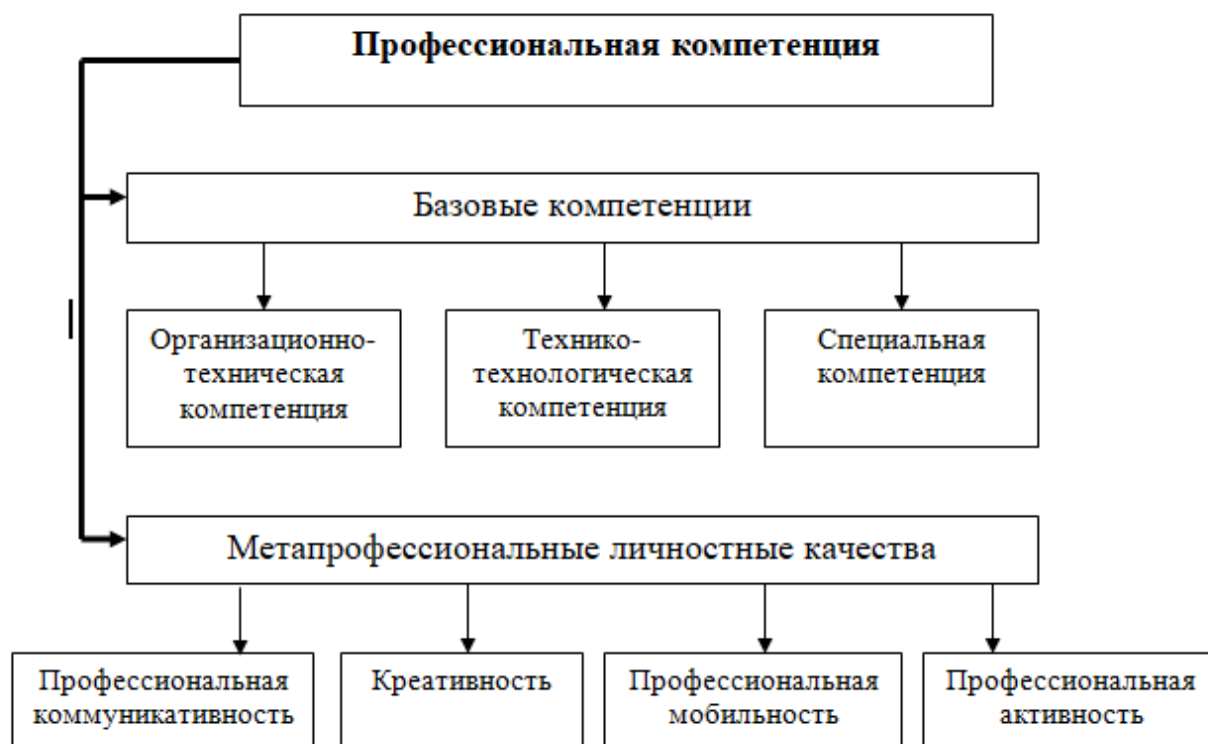 Профессиональная компетенция
Базовые компетенции
Организационно-
техническая
компетенция
Технико-
технологическая
компетенция
Специальная
компетенция
Метапрофессиональные личностные качества
Профессиональная
коммуникативность
Креативность
Профессиональная
мобильность
Профессиональная
активность